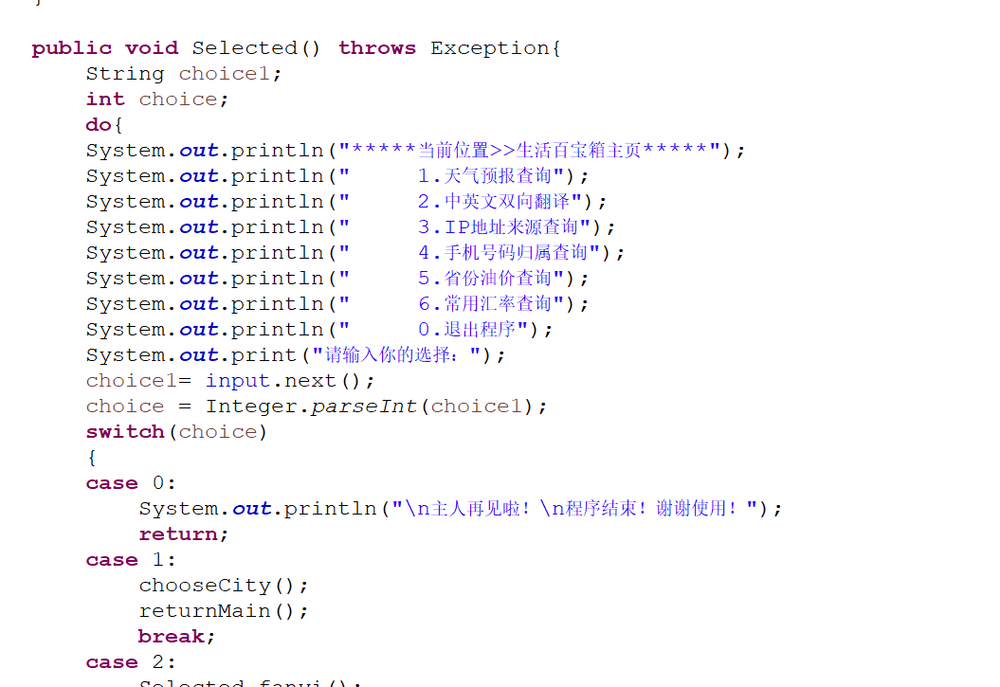 }
public void Selected() throws Exception{
    String choice1;
    int choice;
    do{
    System.out.println("*****当前位置>>生活百宝箱主页*****");
    System.out.println("     1.天气预报查询");
    System.out.println("     2.中英文双向翻译");
    System.out.println("     3.IP地址来源查询");
    System.out.println("     4.手机号码归属查询");
    System.out.println("     5.省份油价查询");
    System.out.println("     6.常用汇率查询");
    System.out.println("     0.退出程序");
    System.out.print("请输入你的选择：");
    choice1= input.next();
    choice = Integer.parseInt(choice1);
    switch(choice)
    {
    case 0:
        System.out.println("\n主人再见啦！\n程序结束！谢谢使用！");
        return;
    case 1:
        chooseCity();
        returnMain();
        break;
    case 2:
        Selected fanyi();